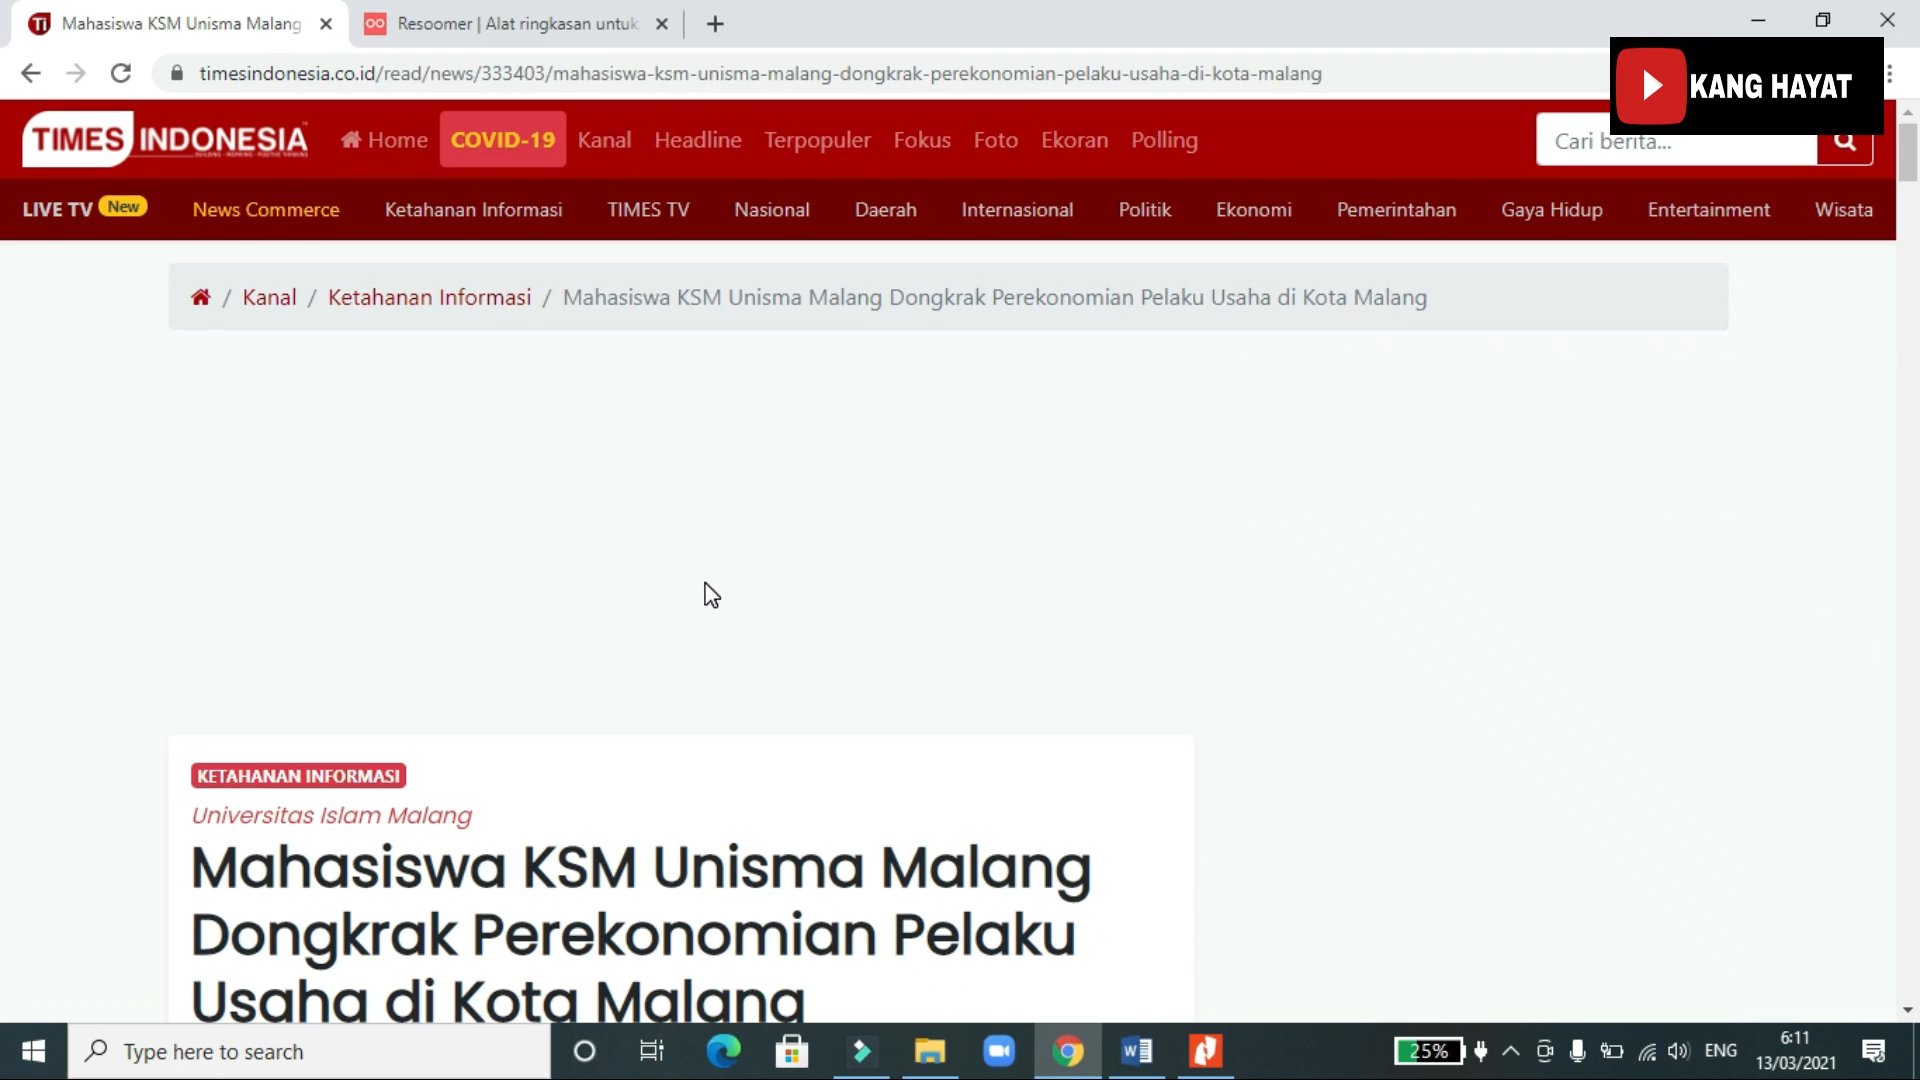 Mahasiswa KSM Unisma Malang
Resoomer | Alat ringkasan untuk
timesindonesia.co.id/read/news/333403/mahasiswa-ksm-unisma-malang-dongkrak-perekonomian-pelaku-usaha-di-kota-malang
KANG HAYAT
TIMES INDONESIA
Home COVID-19 Kanal Headline Terpopuler Fokus Foto Ekoran Polling
Cari berita...
LIVE TV New News Commerce Ketahanan Informasi TIMES TV Nasional Daerah Internasional Politik Ekonomi Pemerintahan Gaya Hidup Entertainment Wisata
/ Kanal / Ketahanan Informasi / Mahasiswa KSM Unisma Malang Dongkrak Perekonomian Pelaku Usaha di Kota Malang
KETAHANAN INFORMASI
Universitas Islam Malang
Mahasiswa KSM Unisma Malang
Dongkrak Perekonomian Pelaku
Usaha di Kota Malang
Type here to search
25%
ENG
6:11
13/03/2021